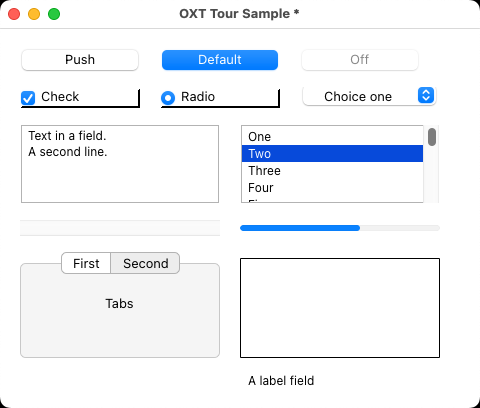 OXT Tour Sample *
Push
Default
Off
Check
Radio
Choice one
Text in a field.
A second line.
One
Two
Three
Four
First
Second
Tabs
A label field